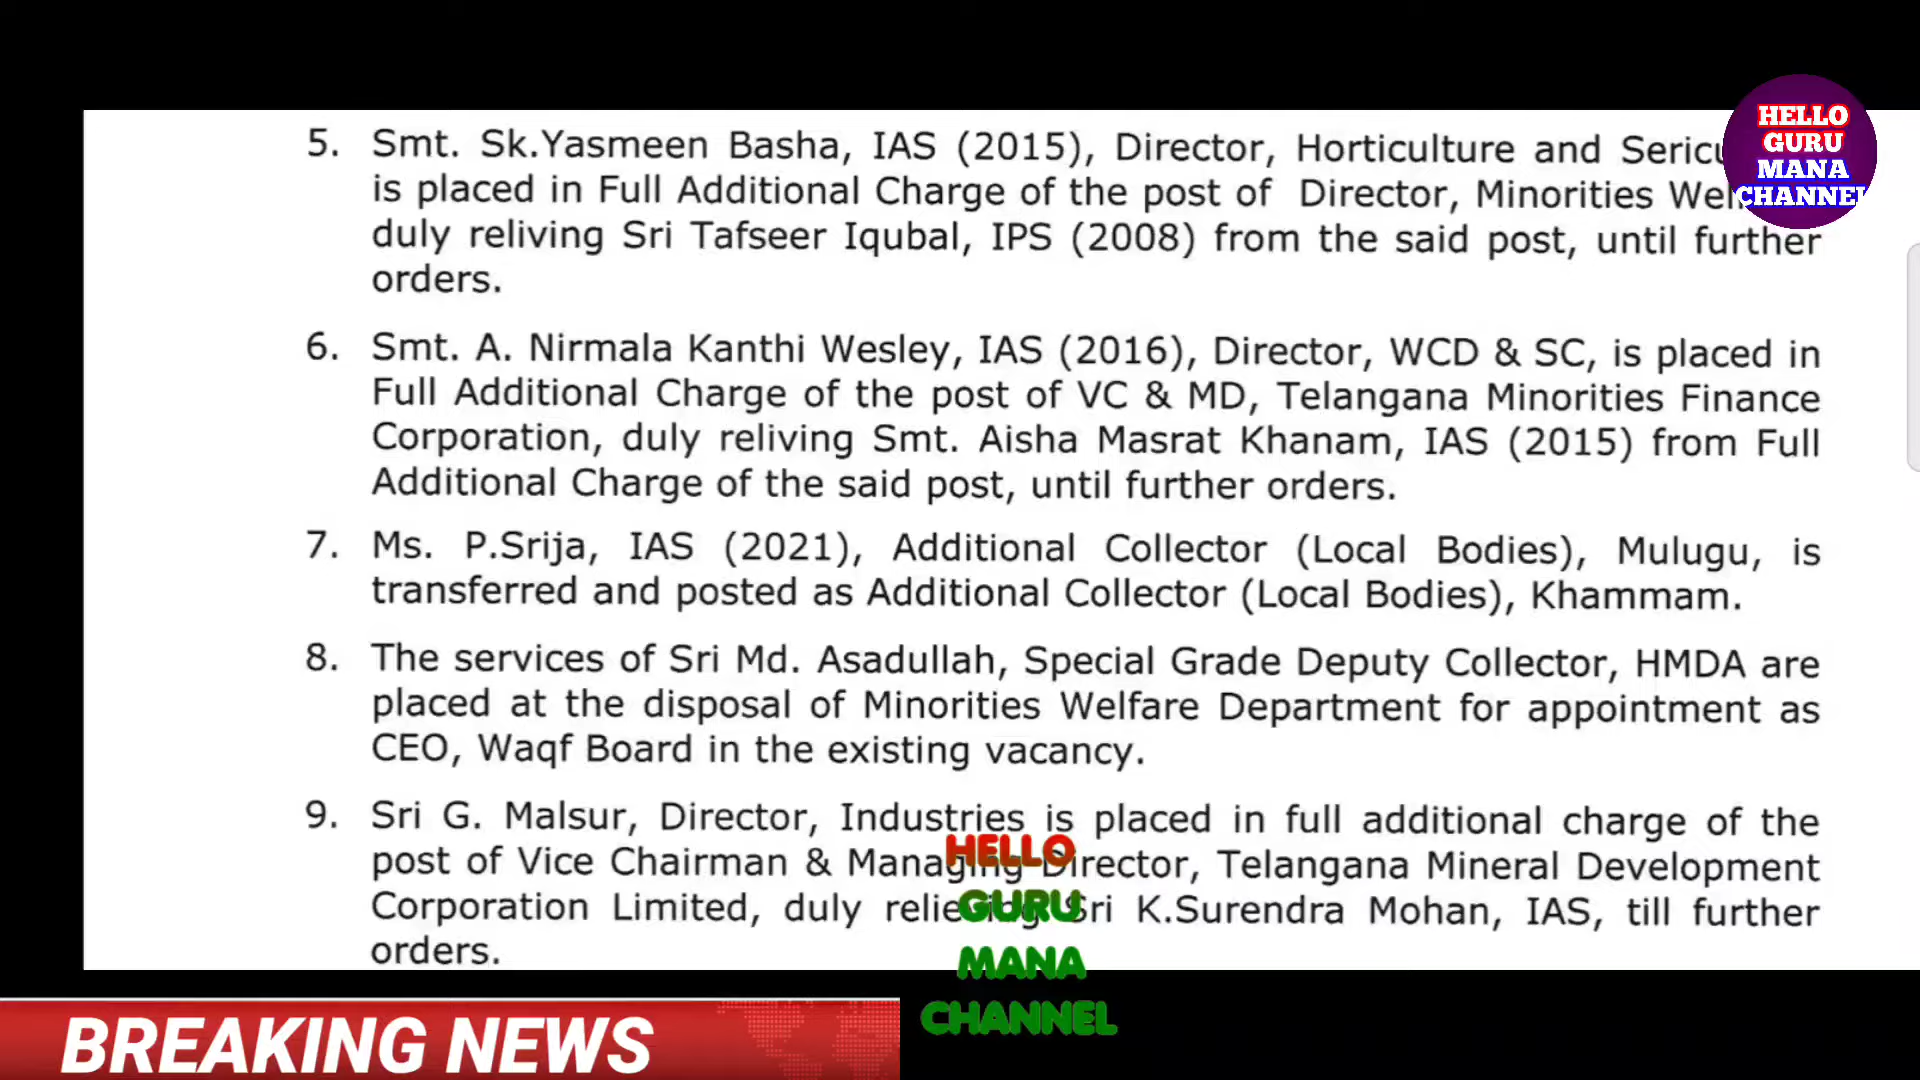 5. Smt. Sk.Yasmeen Basha, IAS (2015), Director, Horticulture and
is placed in Full Additional Charge of the post of Director, Minorities
duly reliving Sri Tafseer Iqubal, IPS (2008) from the said post, until further
orders.
6. Smt. A. Nirmala Kanthi Wesley, IAS (2016), Director, WCD & SC, is placed in
Full Additional Charge of the post of VC & MD, Telangana Minorities Finance
Corporation, duly reliving Smt. Aisha Masrat Khanam, IAS (2015) from Full
Additional Charge of the said post, until further orders.
7. Ms. P.Srija, IAS (2021), Additional Collector (Local Bodies), Mulugu, is
transferred and posted as Additional Collector (Local Bodies), Khammam.
8. The services of Sri Md. Asadullah, Special Grade Deputy Collector, HMDA are
placed at the disposal of Minorities Welfare Department for appointment as
CEO, Waqf Board in the existing vacancy.
9. Sri G. Malsur, Director, Industries is placed in full additional charge of the
post of Vice Chairman & Managing Director, Telangana Mineral Development
Corporation Limited, duly relieving Sri K.Surendra Mohan, IAS, till further
orders.
HELLO
GURU
MANA
CHANNEL
HELLO
GURU
MANA
CHANNEL
BREAKING NEWS